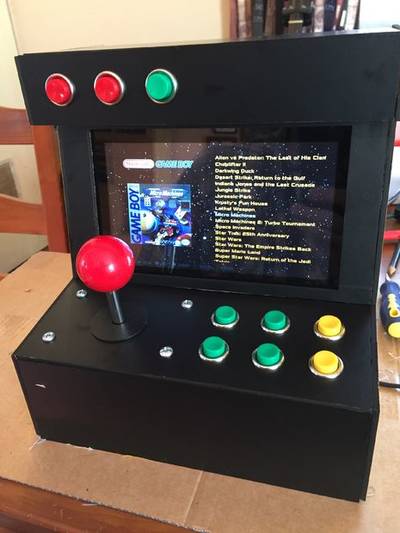 Nintendo GAME BOY
Alien vs Predator: The Last of His Clan
Choplifter II
Darkwing Duck
Desert Strike: Return to the Gulf
Indiana Jones and the Last Crusade
Jungle Strike
Jurassic Park
Krusty's Fun House
Lethal Weapon
Micro Machines
Micro Machines 2: Turbo Tournament
Space Invaders
Star Trek: 25th Anniversary
Star Wars
Star Wars: The Empire Strikes Back
Super Mario Land
Super Star Wars: Return of the Jedi
GAME BOY
Micro Machines